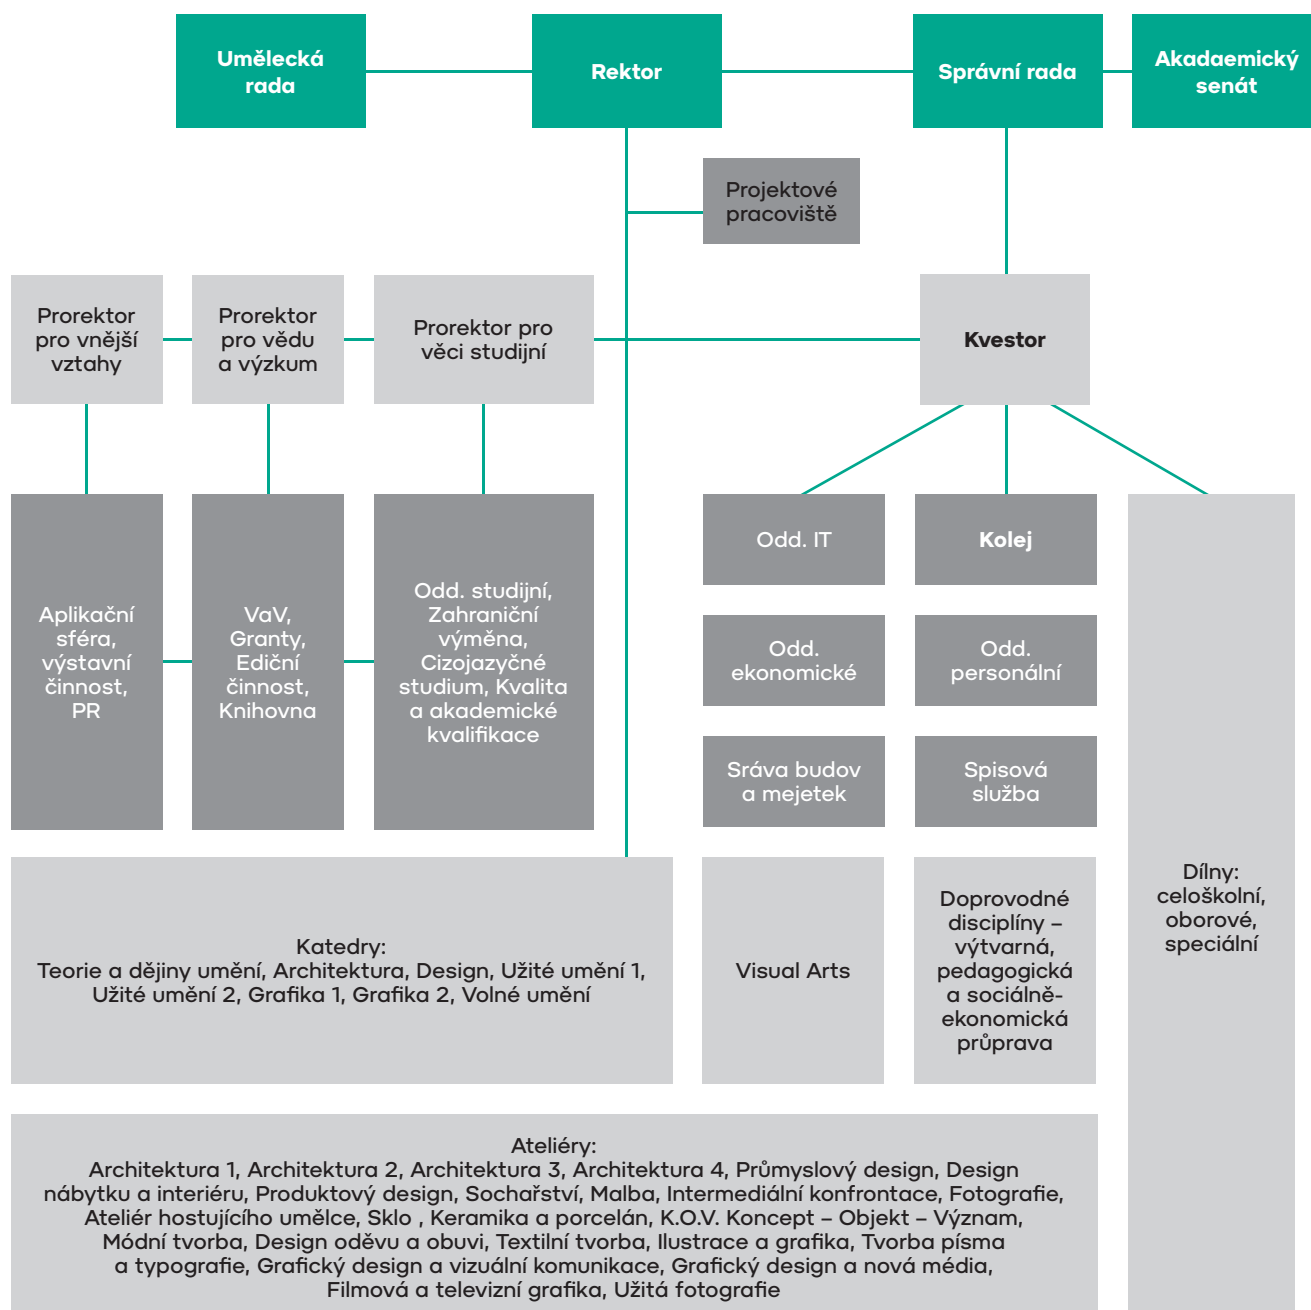 Umělecká
rada
Rektor
Správní rada
Akadaemický
senát
Projektové
pracoviště
Prorektor
pro vnější
vztahy
Prorektor
pro vědu
a výzkum
Prorektor pro
věci studijní
Kvestor
Aplikační
sféra,
výstavní
činnost,
PR
VaV,
Granty,
Ediční
činnost,
Knihovna
Odd. studijní,
Zahraniční
výměna,
Cizojazyčné
studium, Kvalita
a akademické
kvalifikace
Odd. IT
Kolej
Odd.
ekonomické
Odd.
personální
Sráva budov
a mejetek
Spisová
služba
Dílny:
celoškolní,
oborové,
speciální
Katedry:
Teorie a dějiny umění, Architektura, Design, Užité umění 1,
Užité umění 2, Grafika 1, Grafika 2, Volné umění
Visual Arts
Doprovodné
disciplíny –
výtvarná,
pedagogická
a sociálně-
ekonomická
průprava
Ateliéry:
Architektura 1, Architektura 2, Architektura 3, Architektura 4, Průmyslový design, Design
nábytku a interiéru, Produktový design, Sochařství, Malba, Intermediální konfrontace, Fotografie,
Ateliér hostujícího umělce, Sklo , Keramika a porcelán, K.O.V. Koncept – Objekt – Význam,
Módní tvorba, Design oděvu a obuvi, Textilní tvorba, Ilustrace a grafika, Tvorba písma
a typografie, Grafický design a vizuální komunikace, Grafický design a nová média,
Filmová a televizní grafika, Užitá fotografie